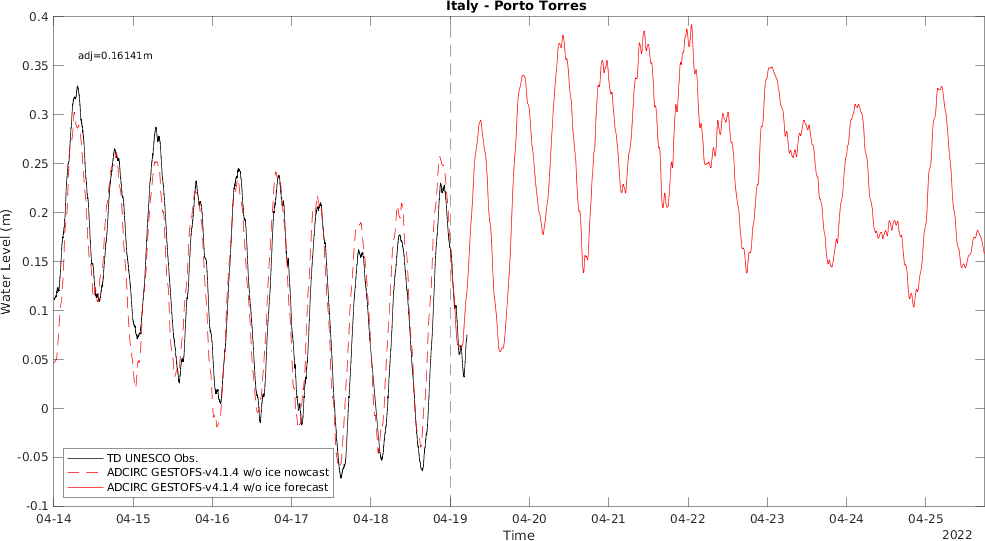 Italy - Porto Torres
0.4
0.35
0.3
0.25
0.2
0.15
0.1
0.05
0
-0.05
-0.1
Water Level (m)
adj=0.16141m
TD UNESCO Obs.
ADCIRC GESTOFS-v4.1.4 w/o ice nowcast
ADCIRC GESTOFS-v4.1.4 w/o ice forecast
04-14 04-15 04-16 04-17 04-18 04-19 04-20 04-21 04-22 04-23 04-24 04-25
Time
2022